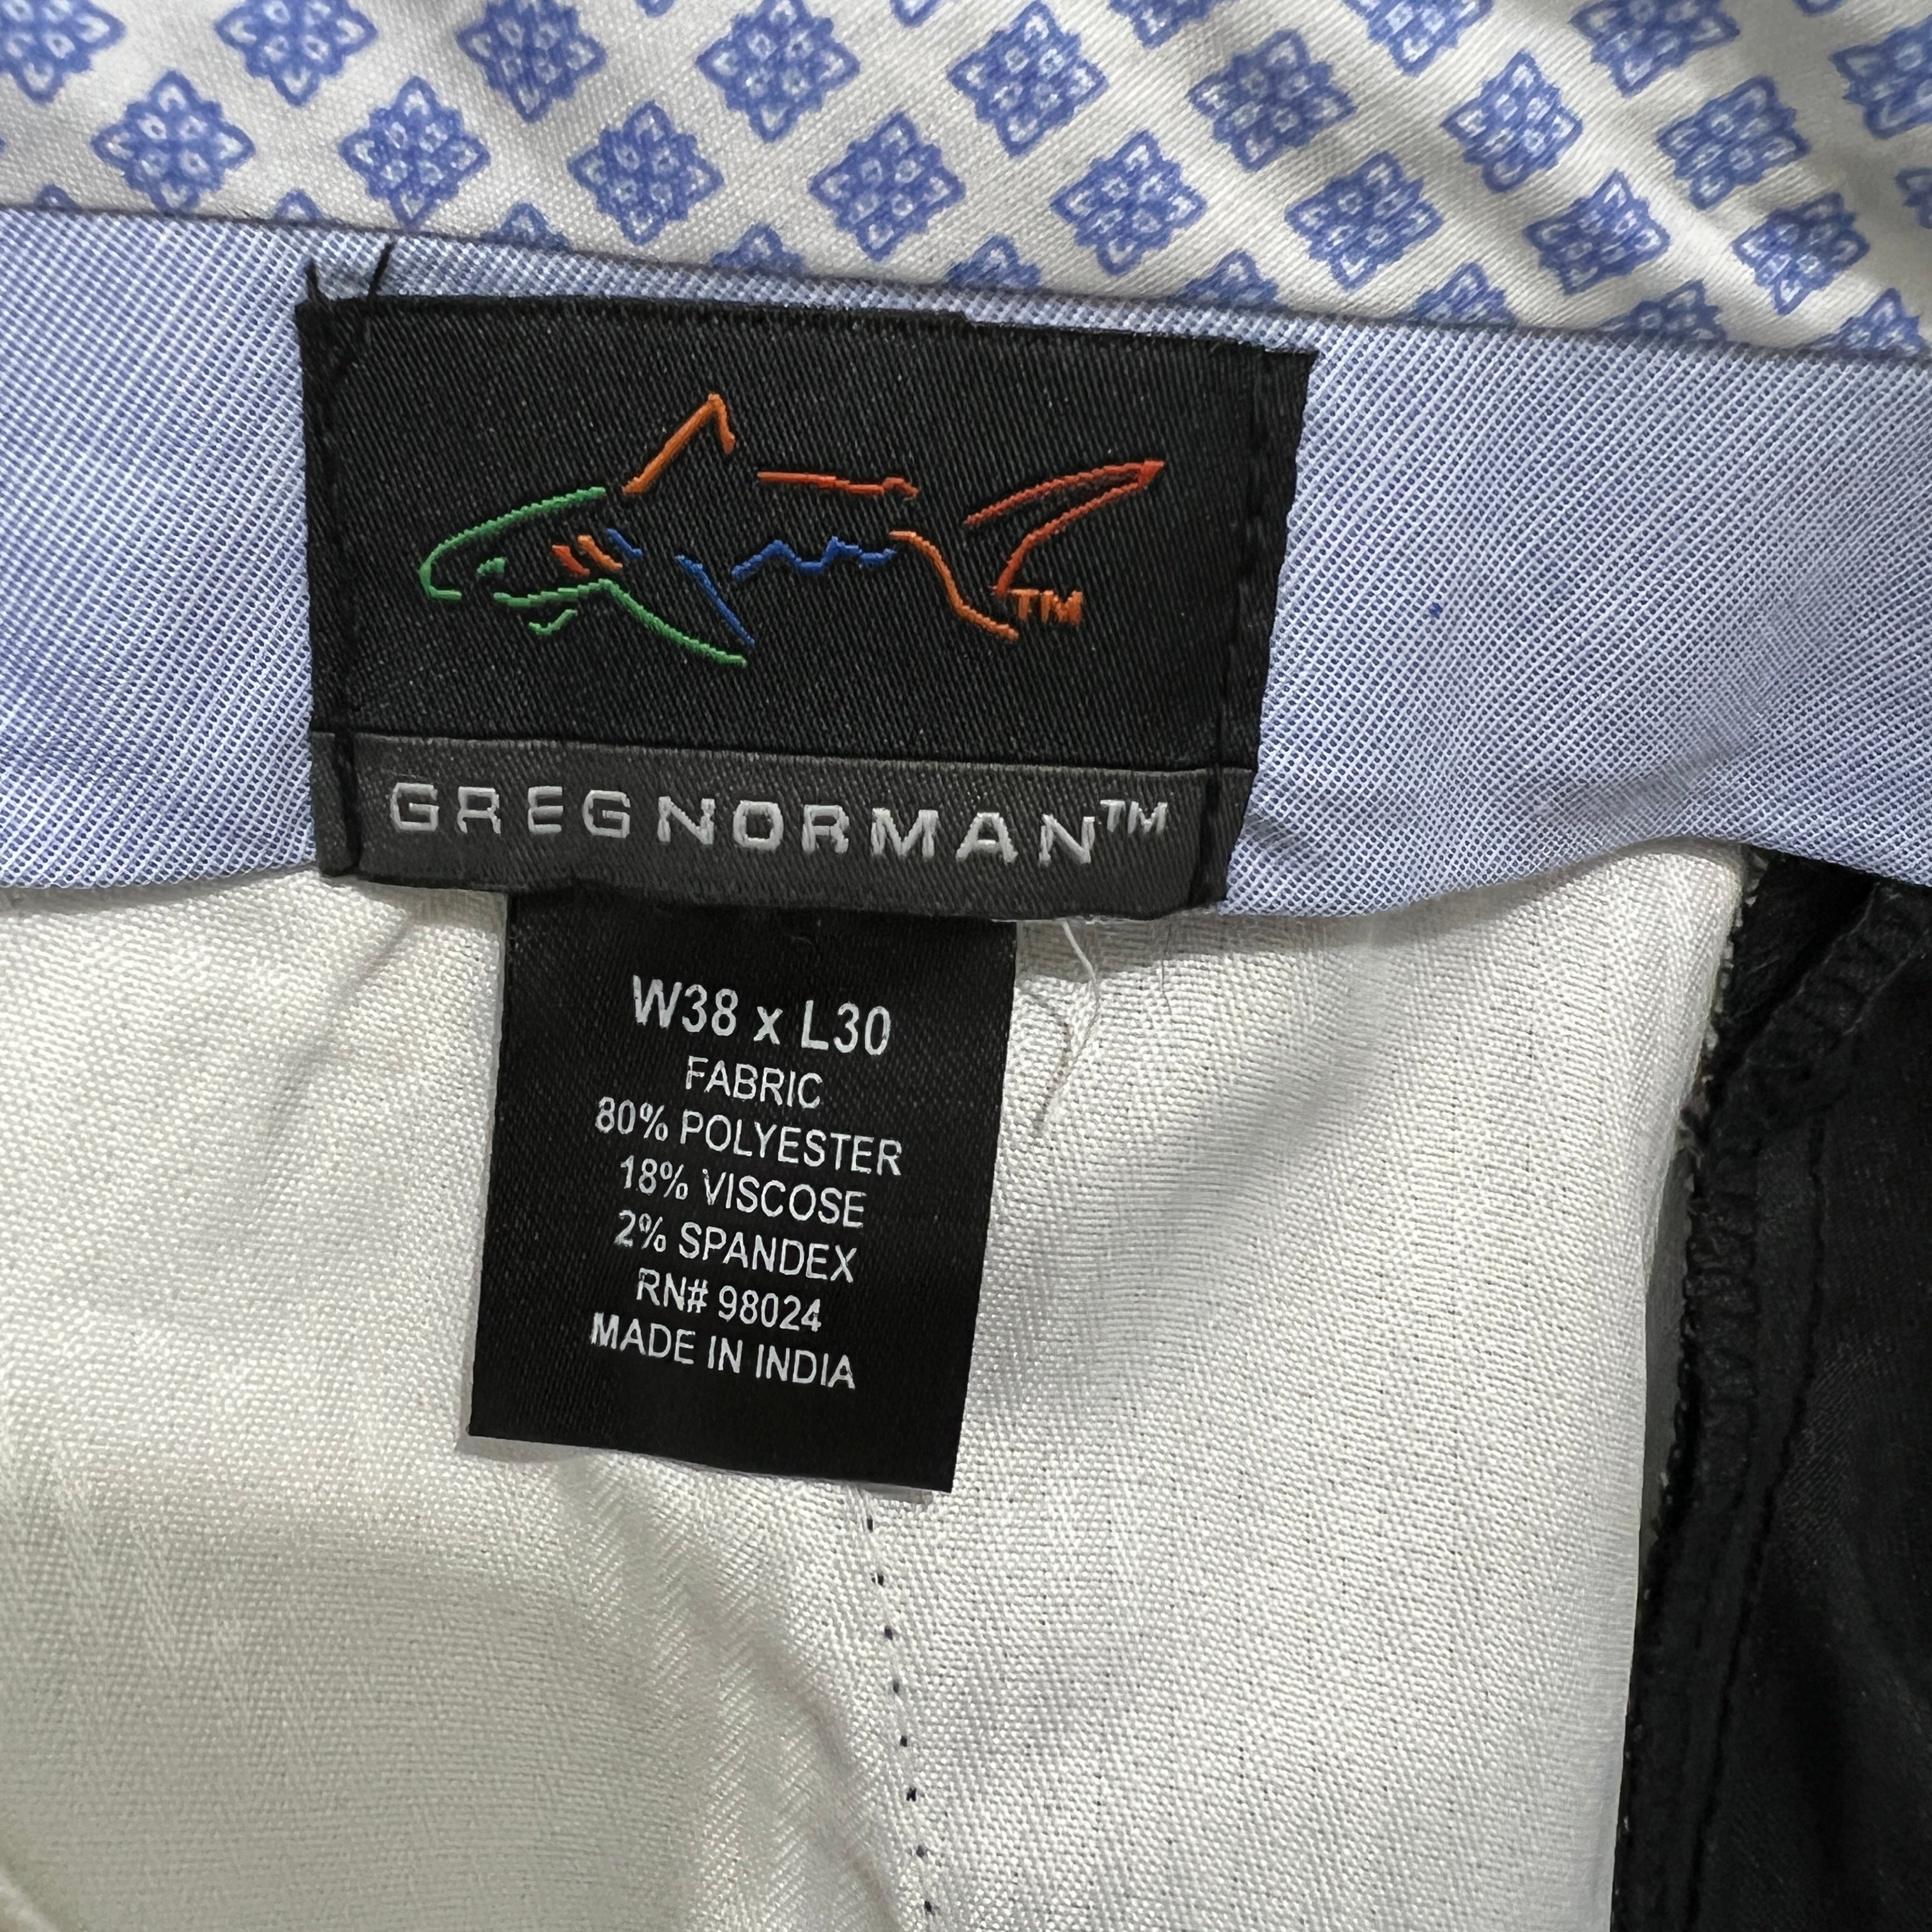 TM
GREGNORMAN™
W38 x L30
FABRIC
80% POLYESTER
18% VISCOSE
2% SPANDEX
RN# 98024
MADE IN INDIA